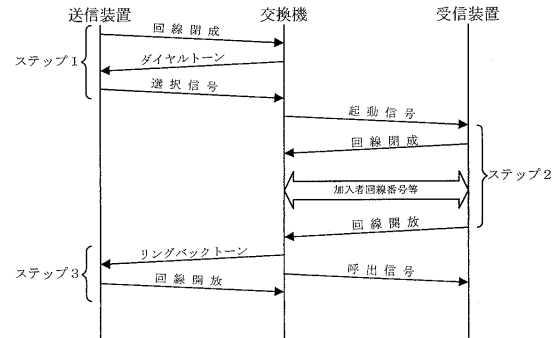 送信装置 交換機 受信装置
回線閉成
ステップ1
ダイヤルトーン
選択信号
起動信号
回線閉成
ステップ2
加入者回線番号等
回線開放
リングバックトーン
ステップ3
呼出信号
回線開放